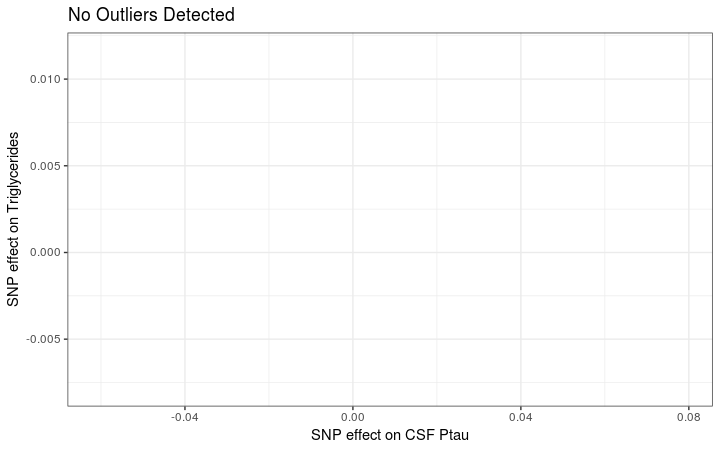 No Outliers Detected
SNP effect on Triglycerides
0.010
0.005
0.000
-0.005
-0.04
0.00
0.04
0.08
SNP effect on CSF Ptau